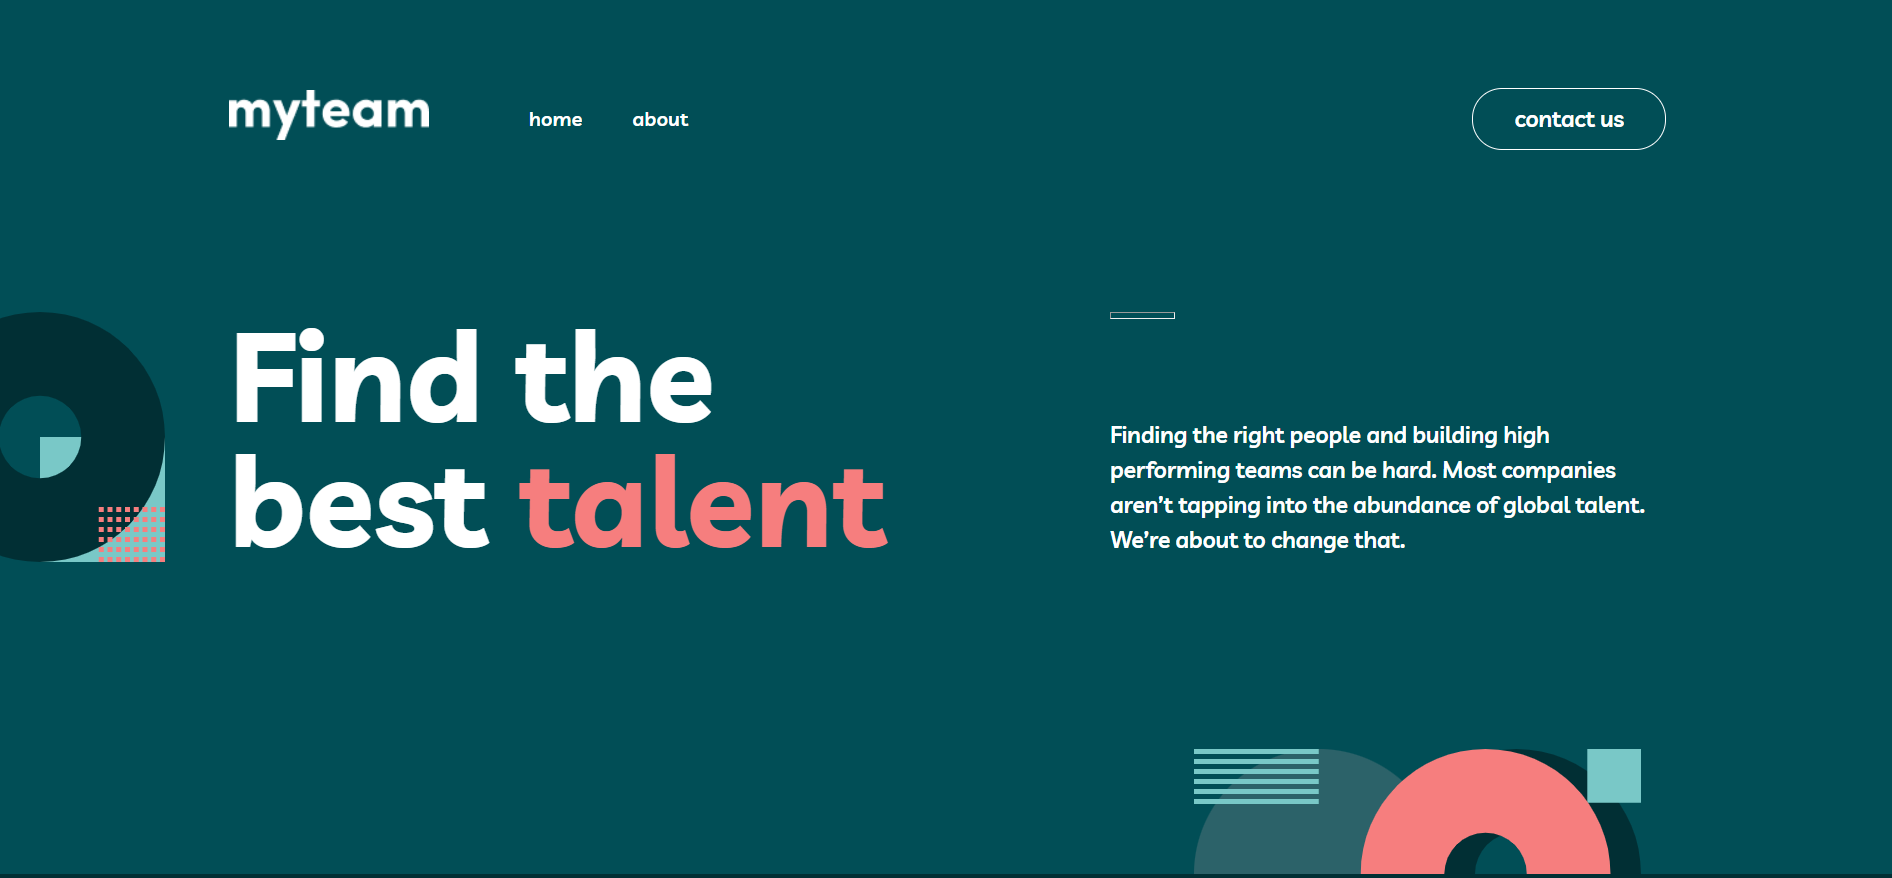 myteam
home
about
contact us
Find the
best talent
Finding the right people and building high
performing teams can be hard. Most companies
aren’t tapping into the abundance of global talent.
We’re about to change that.